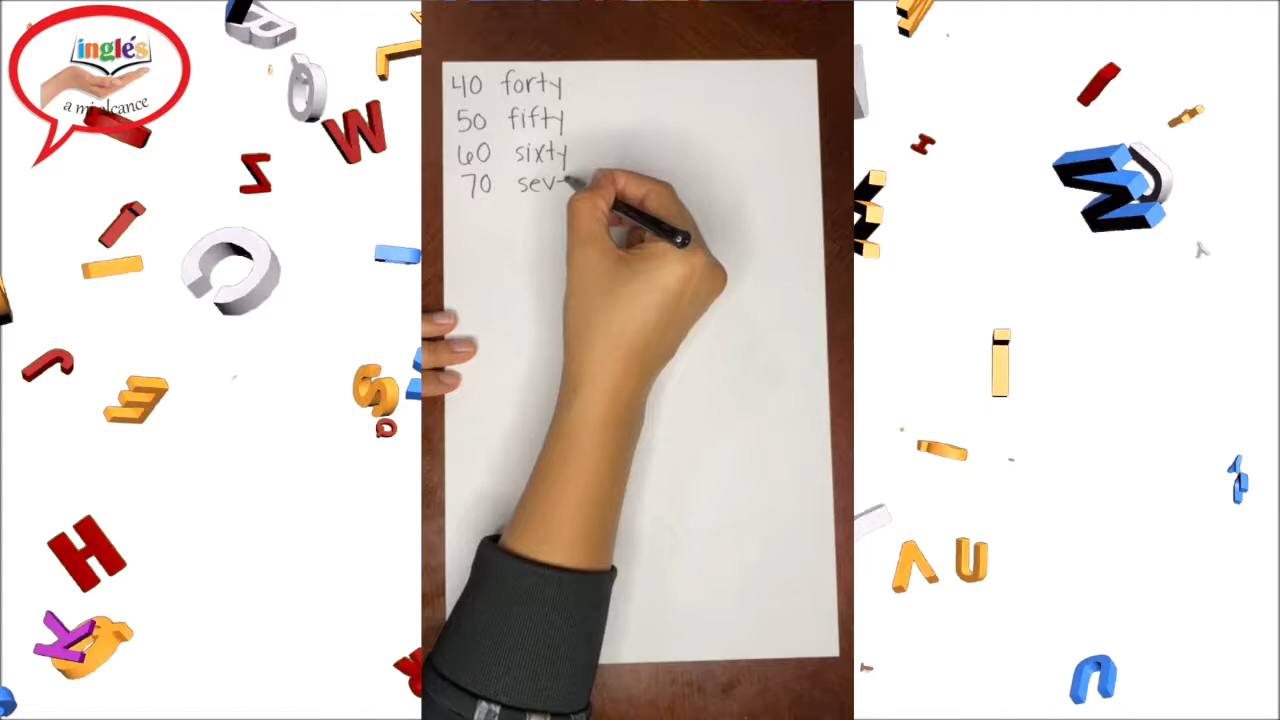 inglés
a mi alcance
40 forty
50 fifty
60 sixty
70 sev